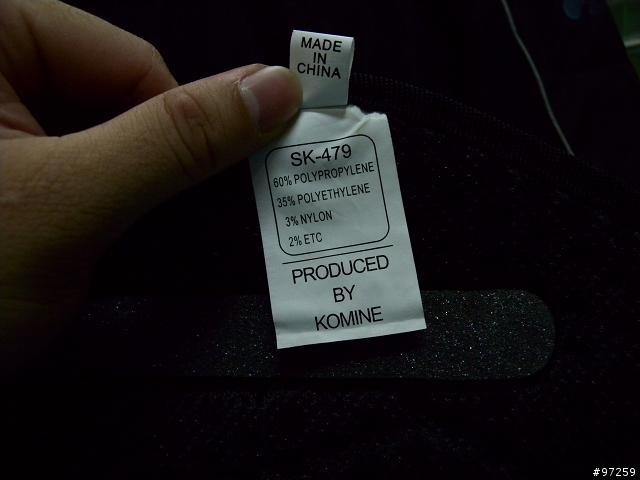 MADE
IN
CHINA
SK-479
60% POLYPROPYLENE
35% POLYETHYLENE
3% NYLON
2% ETC
PRODUCED
BY
KOMINE
#97259